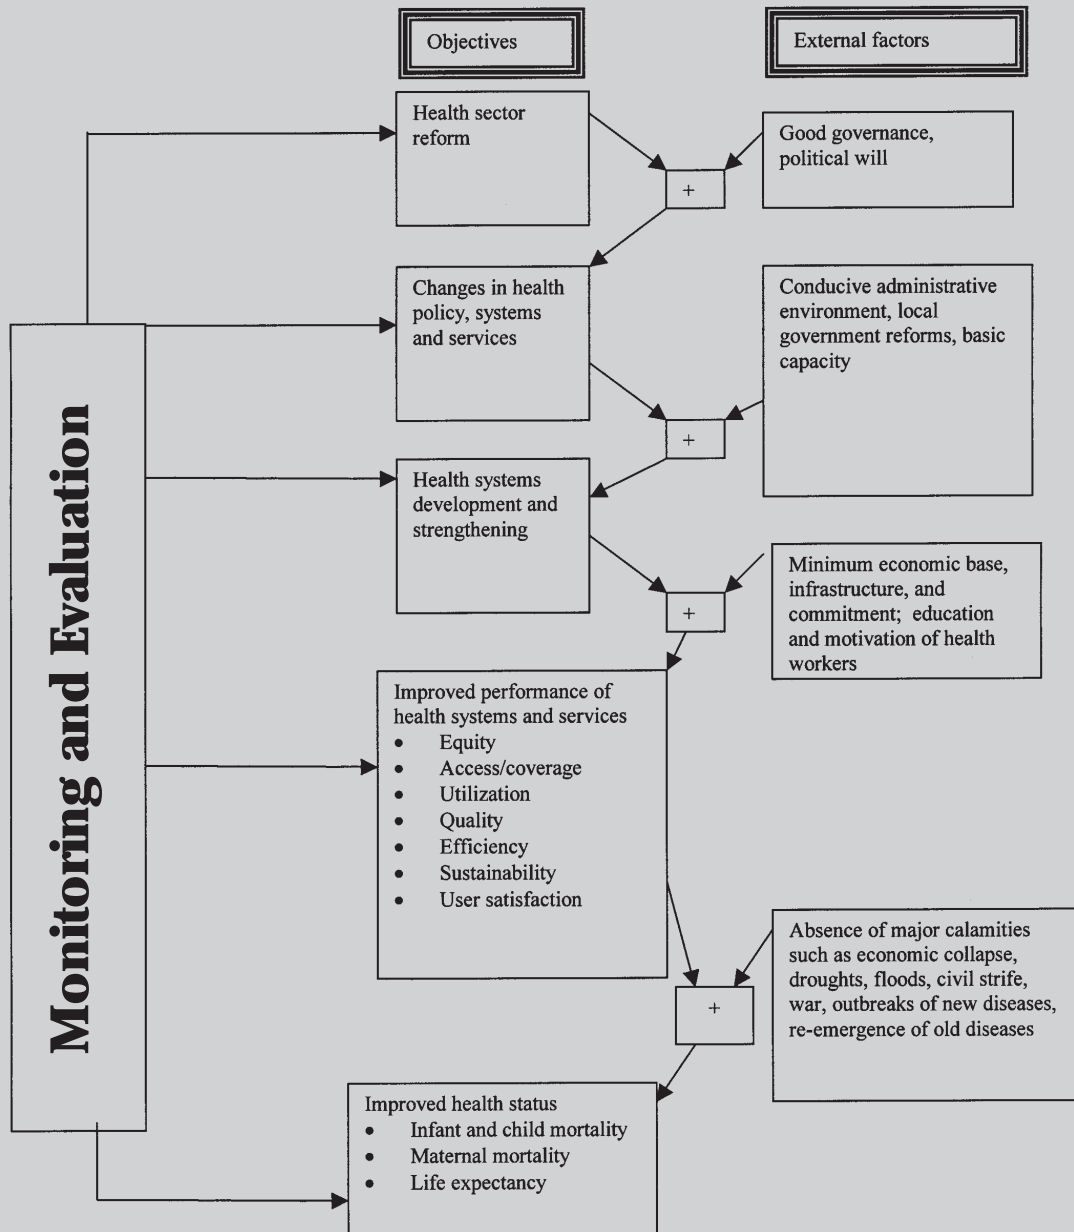 Objectives
External factors
Health sector
reform
Good governance,
political will
+
Changes in health
policy, systems
and services
Conducive administrative
environment, local
government reforms, basic
capacity
+
Health systems
development and
strengthening
Minimum economic base,
infrastructure, and
commitment; education
and motivation of health
workers
+
Monitoring and Evaluation
Improved performance of
health systems and services
• Equity
• Access/coverage
• Utilization
• Quality
• Efficiency
• Sustainability
• User satisfaction
Absence of major calamities
such as economic collapse,
droughts, floods, civil strife,
war, outbreaks of new diseases,
re-emergence of old diseases
+
Improved health status
• Infant and child mortality
• Maternal mortality
• Life expectancy